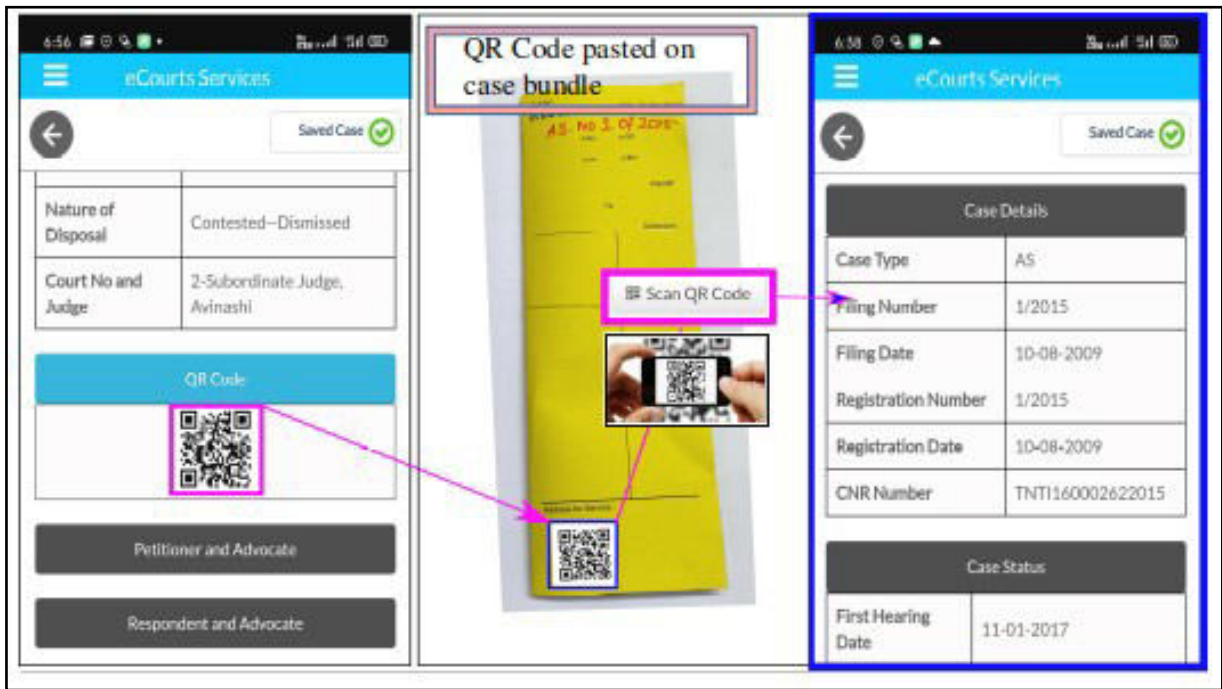 6:56
eCourts Services
Saved Case
Nature of
Disposal
Contested—Dismissed
Court No and
Judge
2-Subordinate Judge,
Avinashi
QR Code
Petitioner and Advocate
Respondent and Advocate
QR Code pasted on
case bundle
AS. NO 1 Of 2015
Scan QR Code
Address for Service
6:58
eCourts Services
Saved Case
Case Details
Case Type
AS
Filing Number
1/2015
Filing Date
10-08-2009
Registration Number
1/2015
Registration Date
10-08-2009
CNR Number
TNTI160002622015
Case Status
First Hearing
Date
11-01-2017